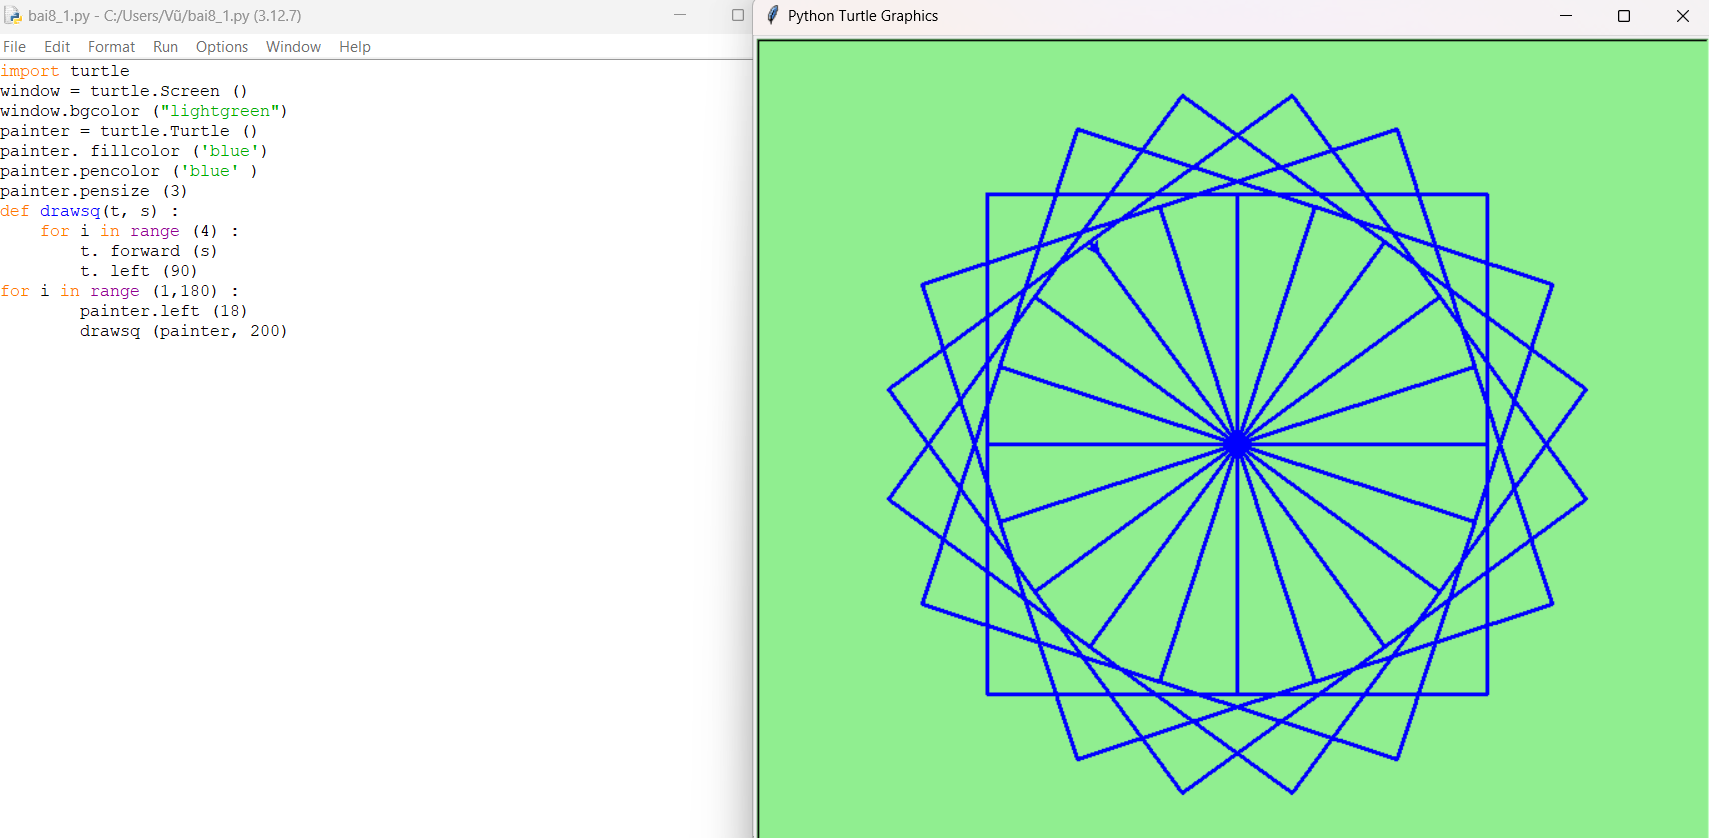 bai8_1.py - C:/Users/Vũ/bai8_1.py (3.12.7)
File Edit Format Run Options Window Help
import turtle
window = turtle.Screen ()
window.bgcolor ("lightgreen")
painter = turtle.Turtle ()
painter. fillcolor ('blue')
painter.pencolor ('blue' )
painter.pensize (3)
def drawsq(t, s) :
    for i in range (4) :
        t. forward (s)
        t. left (90)
for i in range (1,180) :
        painter.left (18)
        drawsq (painter, 200)
Python Turtle Graphics